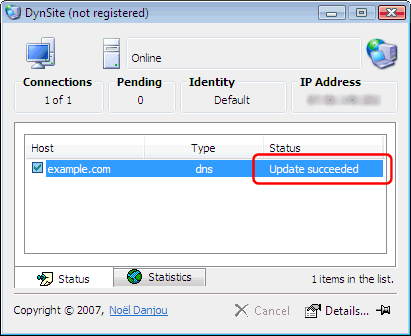 DynSite (not registered)
Online
Connections Pending Identity IP Address
1 of 1 0 Default
Host Type Status
example.com dns Update succeeded
Status Statistics 1 items in the list.
Copyright © 2007, Noël Danjou Cancel Details...